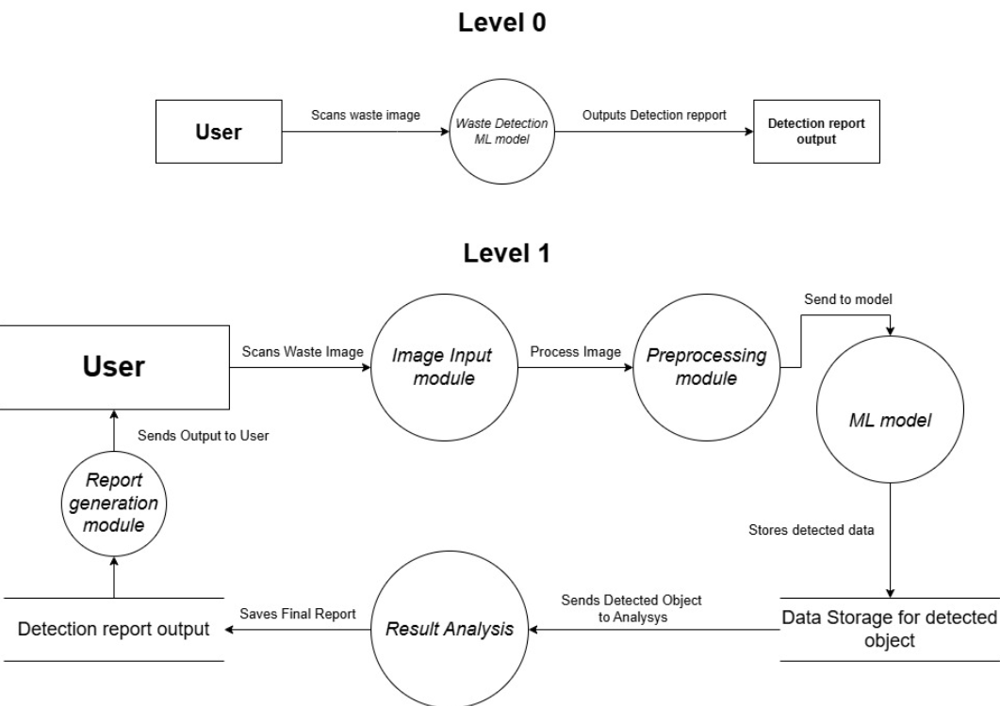 Level 0
User
Scans waste image
Waste Detection
ML model
Outputs Detection repport
Detection report
output
Level 1
User
Scans Waste Image
Image Input
module
Process Image
Preprocessing
module
Send to model
ML model
Stores detected data
Data Storage for detected
object
Sends Detected Object
to Analysys
Result Analysis
Saves Final Report
Detection report output
Report
generation
module
Sends Output to User